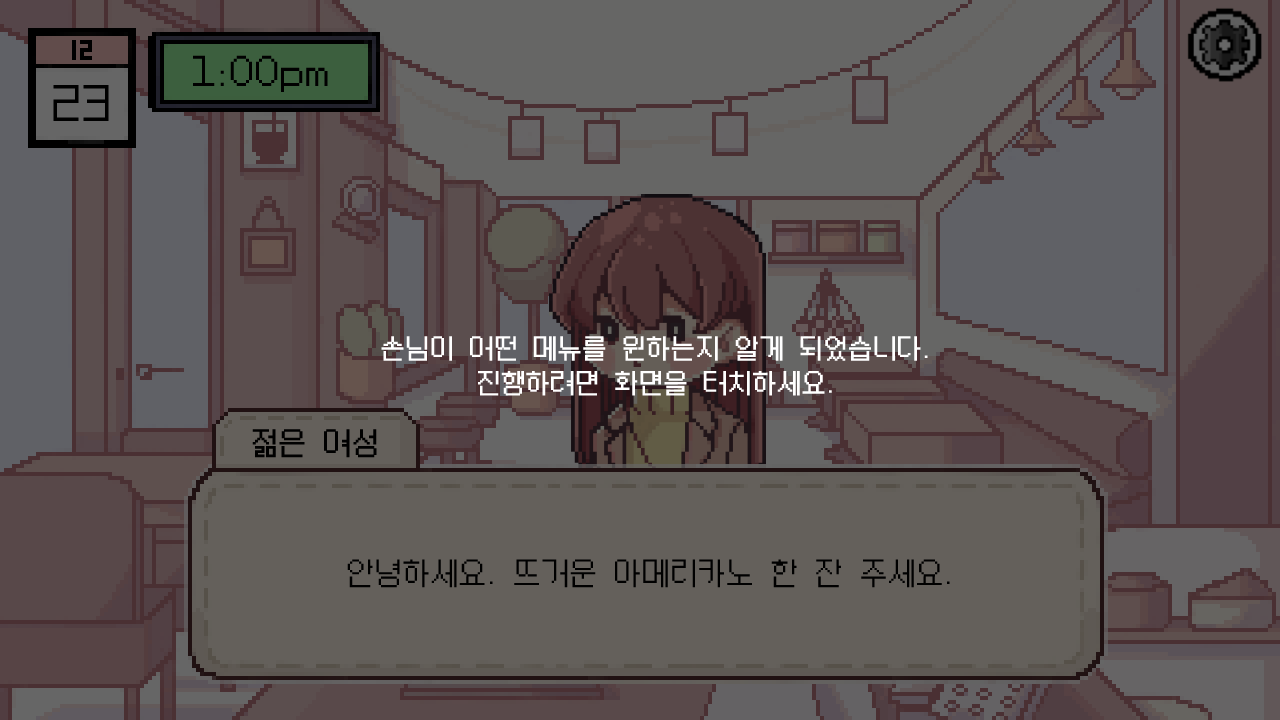 12
23
1:00pm
손님이 어떤 메뉴를 원하는지 알게 되었습니다.
진행하려면 화면을 터치하세요.
젊은 여성
안녕하세요. 뜨거운 아메리카노 한 잔 주세요.